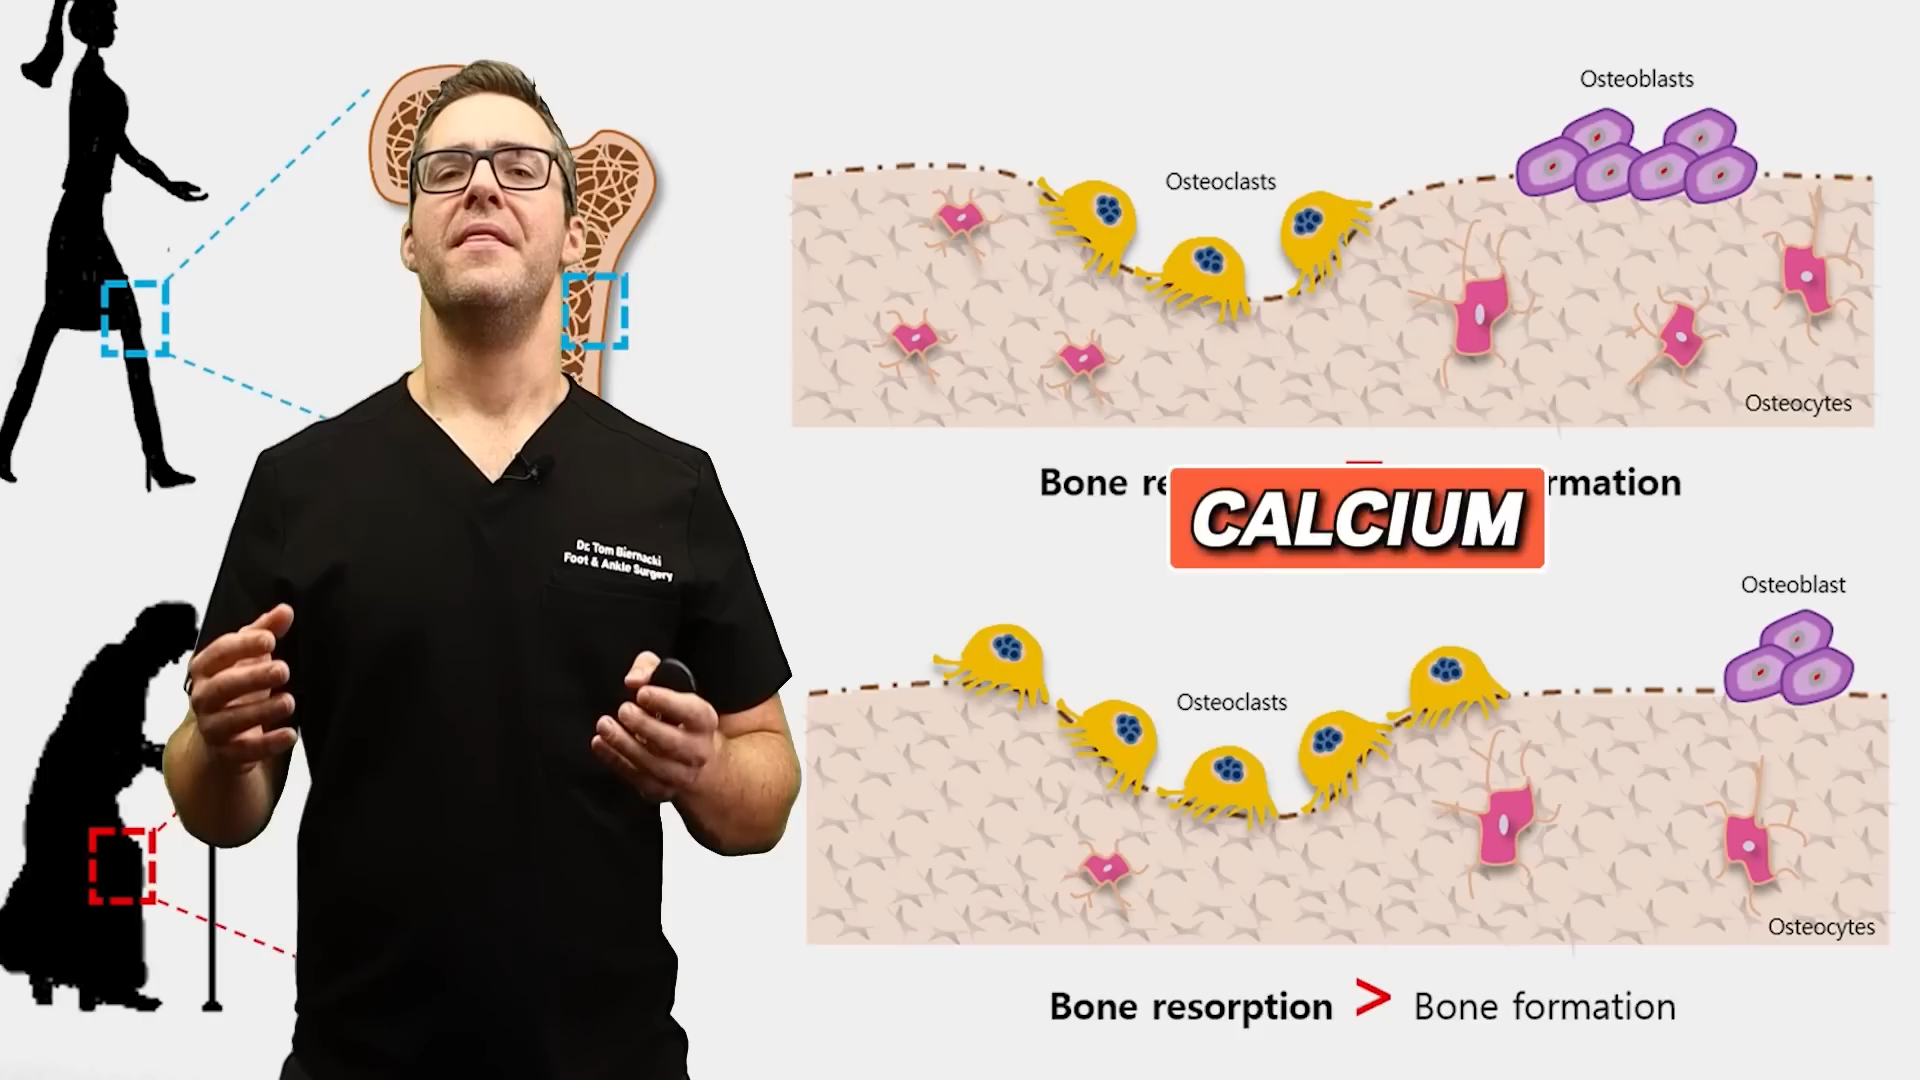 Osteoblasts
Osteoclasts
Osteocytes
Bone re
rmation
CALCIUM
Dr. Tom Biernacki
Foot & Ankle Surgery
Osteoblast
Osteoclasts
Osteocytes
Bone resorption > Bone formation